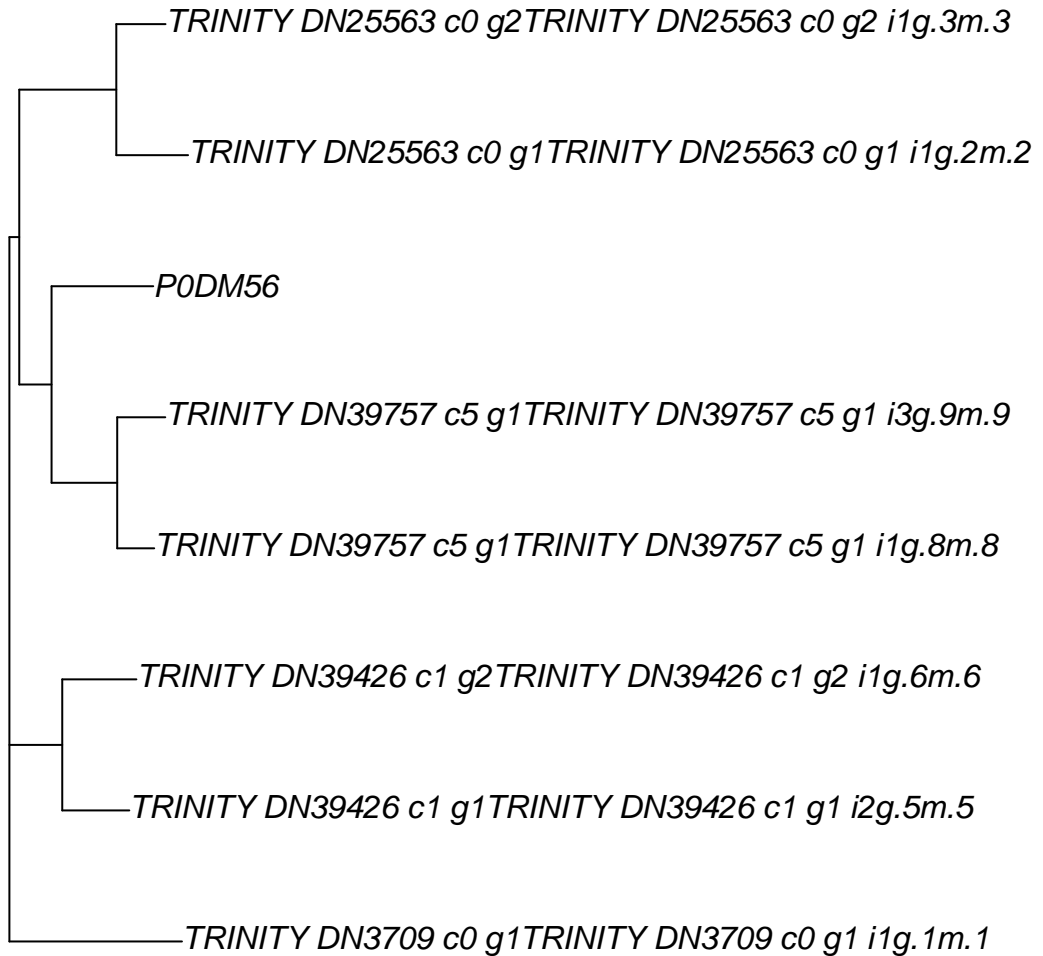 TRINITY DN25563 c0 g2TRINITY DN25563 c0 g2 i1g.3m.3
TRINITY DN25563 c0 g1TRINITY DN25563 c0 g1 i1g.2m.2
P0DM56
TRINITY DN39757 c5 g1TRINITY DN39757 c5 g1 i3g.9m.9
TRINITY DN39757 c5 g1TRINITY DN39757 c5 g1 i1g.8m.8
TRINITY DN39426 c1 g2TRINITY DN39426 c1 g2 i1g.6m.6
TRINITY DN39426 c1 g1TRINITY DN39426 c1 g1 i2g.5m.5
TRINITY DN3709 c0 g1TRINITY DN3709 c0 g1 i1g.1m.1